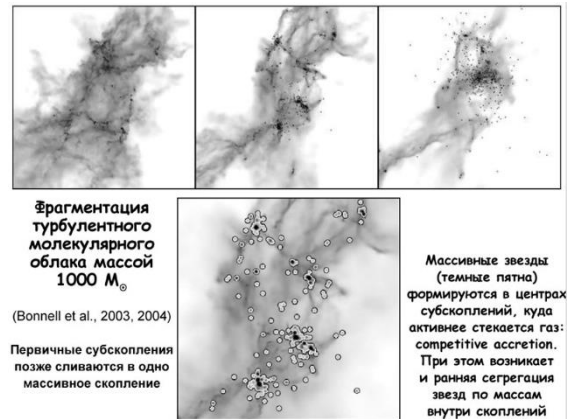 Фрагментация
турбулентного
молекулярного
облака массой
1000 M☉
(Bonnell et al., 2003, 2004)
Первичные субскопления
позже сливаются в одно
массивное скопление
Массивные звезды
(темные пятна)
формируются в центрах
субскоплений, куда
активнее стекается газ:
competitive accretion.
При этом возникает
и ранняя сегрегация
звезд по массам
внутри скоплений